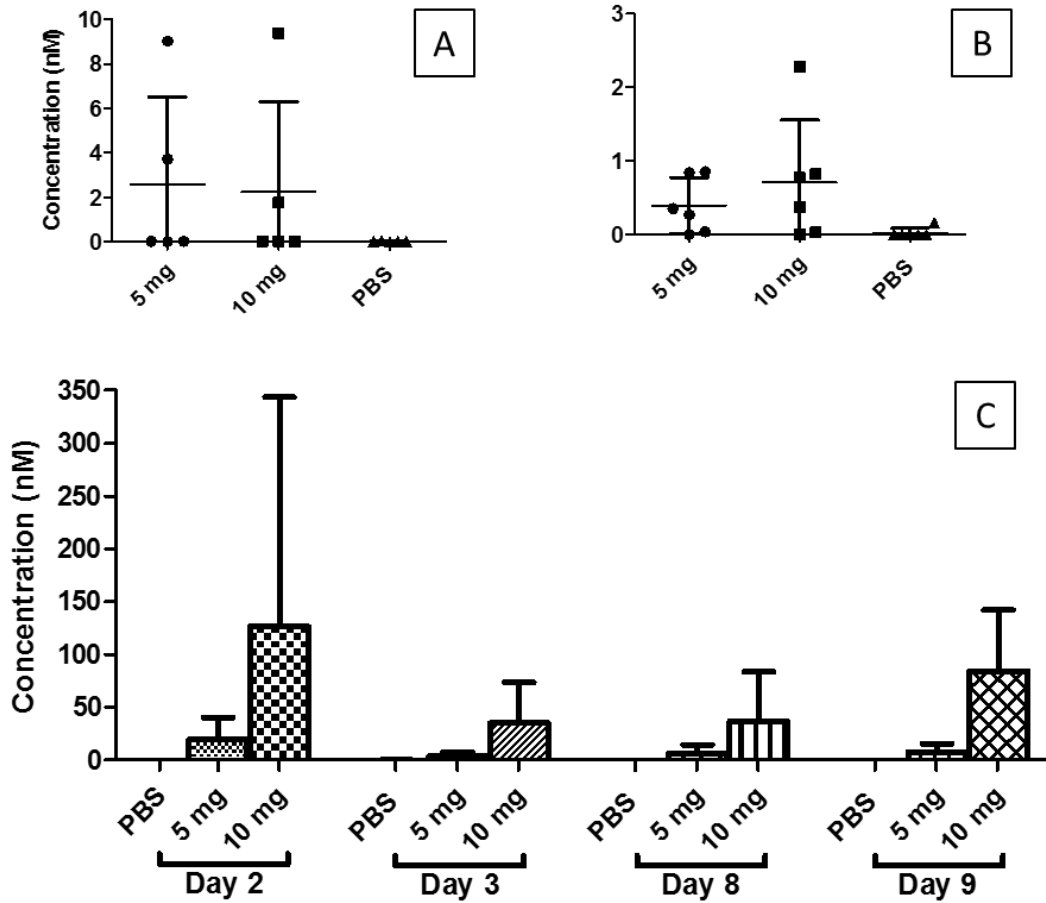 A
Concentration (nM)
10
8
6
4
2
0
5 mg
10 mg
PBS
B
3
2
1
0
5 mg
10 mg
PBS
C
Concentration (nM)
350
300
250
200
150
100
50
0
PBS
5 mg
10 mg
PBS
5 mg
10 mg
PBS
5 mg
10 mg
PBS
5 mg
10 mg
Day 2
Day 3
Day 8
Day 9